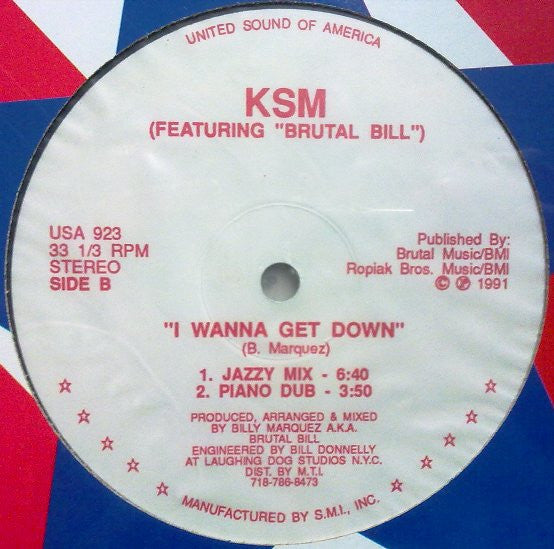 UNITED SOUND OF AMERICA
KSM
(FEATURING "BRUTAL BILL")
USA 923
33 1/3 RPM
STEREO
SIDE B
Published By:
Brutal Music/BMI
Ropiak Bros. Music/BMI
© ℗ 1991
"I WANNA GET DOWN"
(B. Marquez)
1. JAZZY MIX - 6:40
2. PIANO DUB - 3:50
PRODUCED, ARRANGED & MIXED
BY BILLY MARQUEZ A.K.A.
BRUTAL BILL
ENGINEERED BY BILL DONNELLY
AT LAUGHING DOG STUDIOS N.Y.C.
DIST. BY M.T.I.
718-786-8473
MANUFACTURED BY S.M.I., INC.